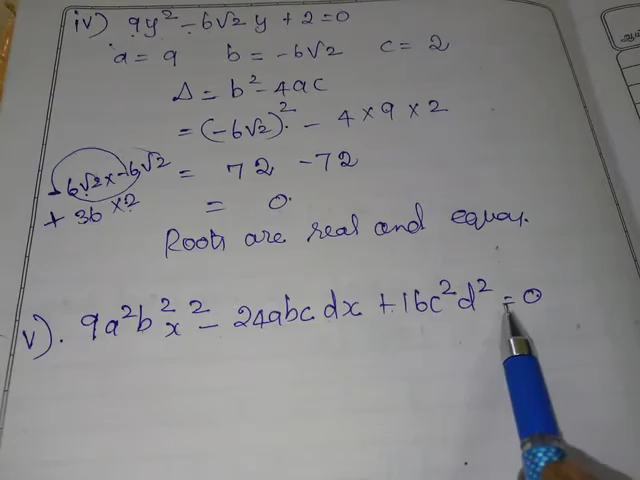 iv) 9y² - 6√2 y + 2 = 0
a = 9 b = -6√2 c = 2
Δ = b² - 4ac
= (-6√2)² - 4 × 9 × 2
-6√2 × -6√2 = 72 - 72
+ 36 × 2 = 0.
Roots are real and equal.
v). 9a²b²x² - 24abcdx + 16c²d² = 0